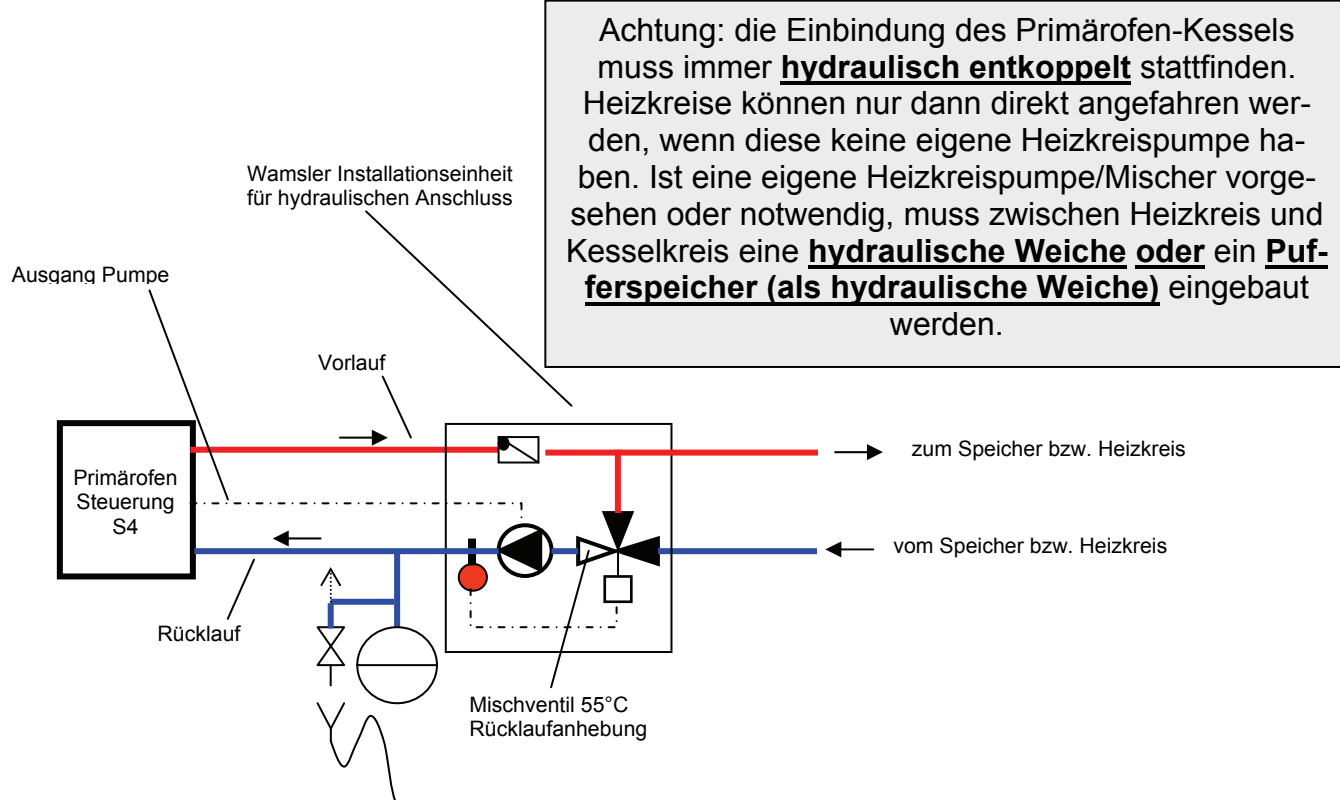 Achtung: die Einbindung des Primärofen-Kessels
muss immer hydraulisch entkoppelt stattfinden.
Heizkreise können nur dann direkt angefahren wer-
den, wenn diese keine eigene Heizkreispumpe ha-
ben. Ist eine eigene Heizkreispumpe/Mischer vorge-
sehen oder notwendig, muss zwischen Heizkreis und
Kesselkreis eine hydraulische Weiche oder ein Puf-
ferspeicher (als hydraulische Weiche) eingebaut
werden.
Wamsler Installationseinheit
für hydraulischen Anschluss
Ausgang Pumpe
Vorlauf
Primärofen
Steuerung
S4
zum Speicher bzw. Heizkreis
vom Speicher bzw. Heizkreis
Rücklauf
Mischventil 55°C
Rücklaufanhebung